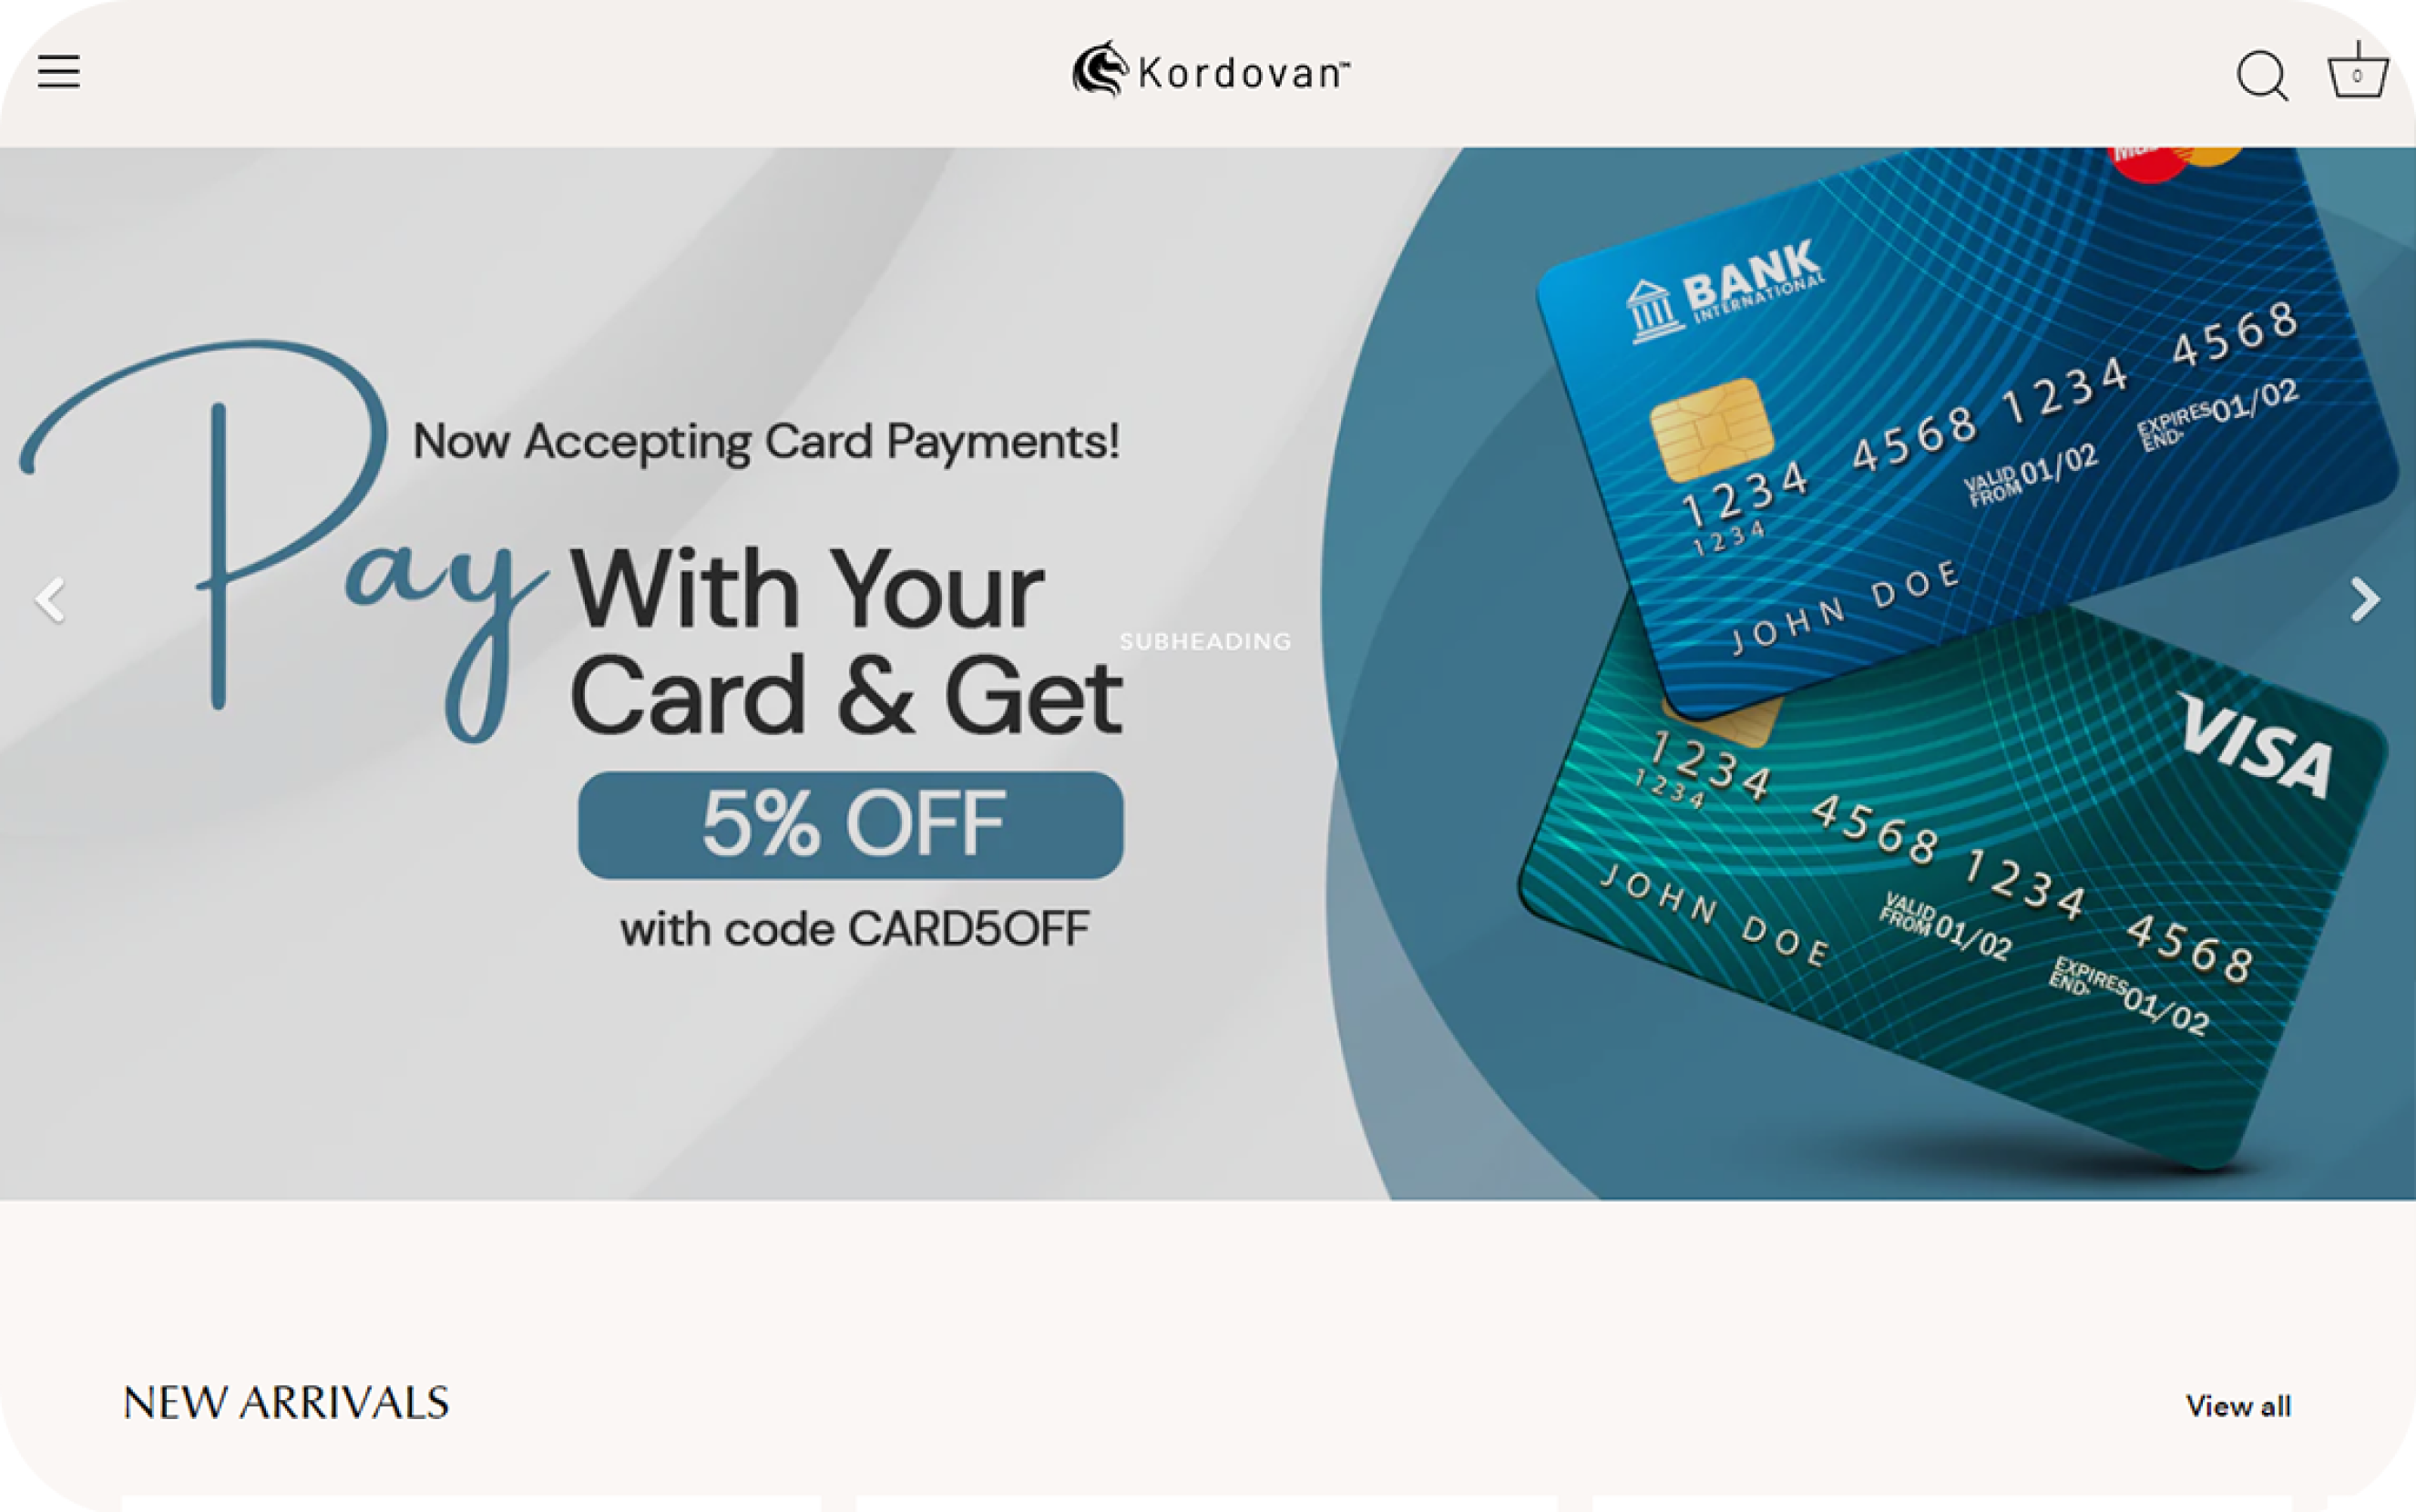 Kordovan™
0
BANK
INTERNATIONAL
1234 4568 1234 4568
1234
VALID FROM 01/02
EXPIRES END 01/02
JOHN DOE
Now Accepting Card Payments!
Pay With Your
Card & Get
SUBHEADING
5% OFF
with code CARD5OFF
VISA
1234 4568 1234 4568
1234
VALID FROM 01/02
EXPIRES END 01/02
JOHN DOE
NEW ARRIVALS
View all